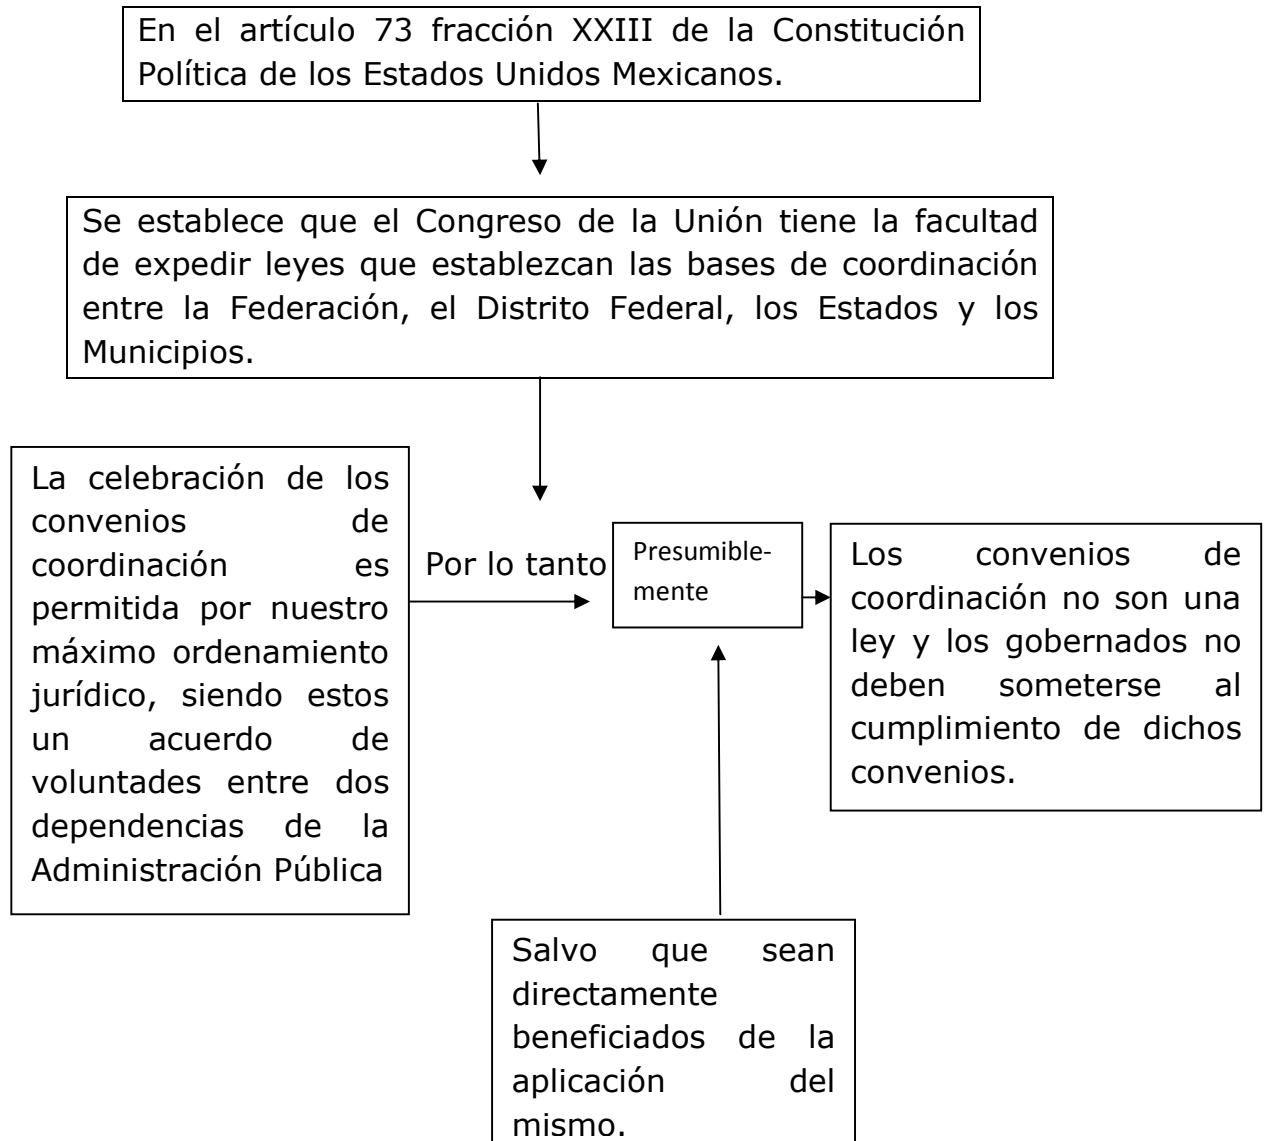 En el artículo 73 fracción XXIII de la Constitución
Política de los Estados Unidos Mexicanos.
Se establece que el Congreso de la Unión tiene la facultad
de expedir leyes que establezcan las bases de coordinación
entre la Federación, el Distrito Federal, los Estados y los
Municipios.
La celebración de los
convenios de
coordinación es
permitida por nuestro
máximo ordenamiento
jurídico, siendo estos
un acuerdo de
voluntades entre dos
dependencias de la
Administración Pública
Por lo tanto
Presumible-
mente
Los convenios de
coordinación no son una
ley y los gobernados no
deben someterse al
cumplimiento de dichos
convenios.
Salvo que sean
directamente
beneficiados de la
aplicación del
mismo.